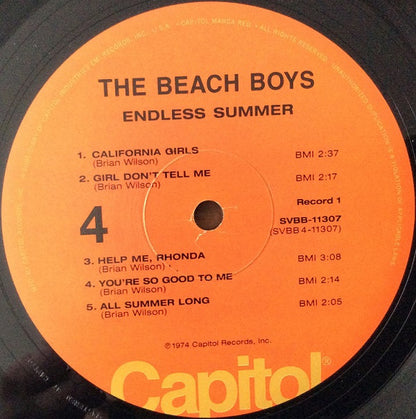 THE BEACH BOYS
ENDLESS SUMMER
1. CALIFORNIA GIRLS BMI 2:37
(Brian Wilson)
2. GIRL DON'T TELL ME BMI 2:17
(Brian Wilson)
4
Record 1
SVBB-11307
(SVBB 4-11307)
3. HELP ME, RHONDA BMI 3:08
(Brian Wilson)
4. YOU'RE SO GOOD TO ME BMI 2:14
(Brian Wilson)
5. ALL SUMMER LONG BMI 2:05
(Brian Wilson)
℗1974 Capitol Records, Inc.
Capitol®